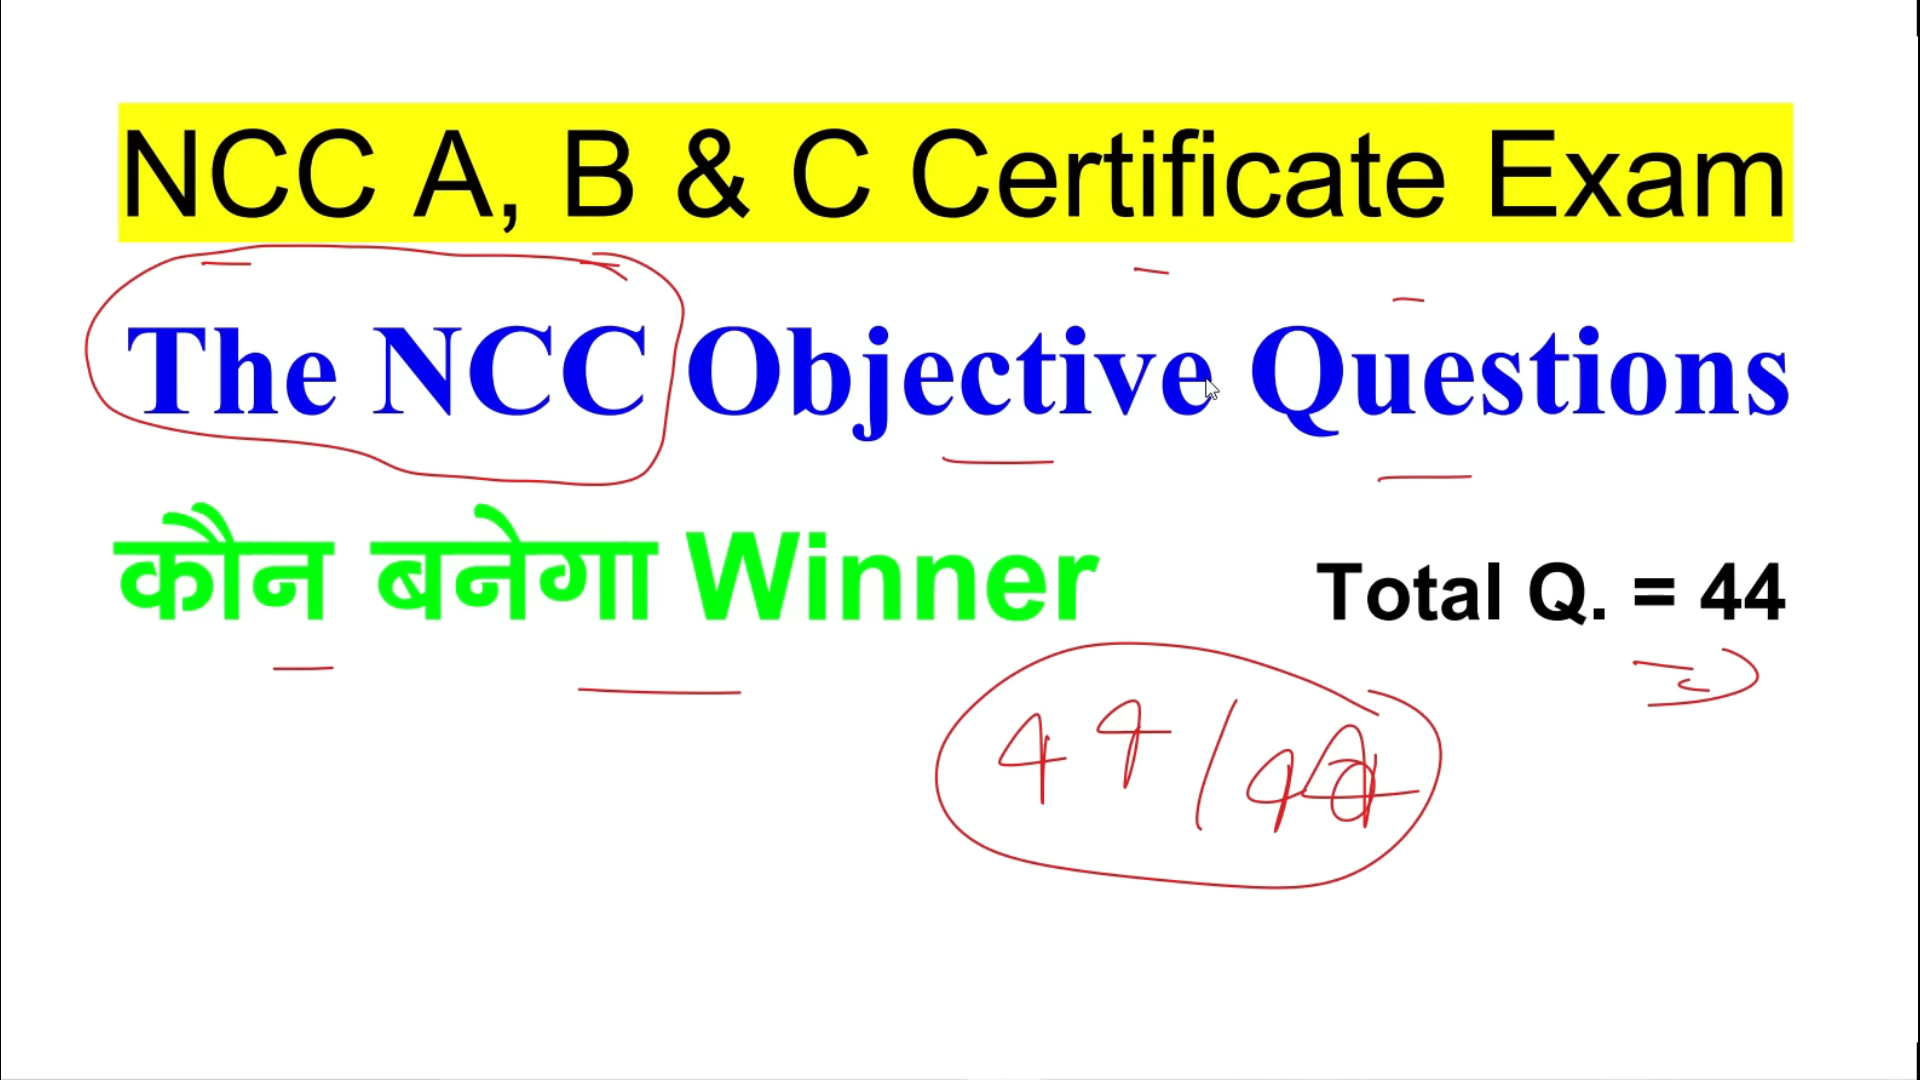 NCC A, B & C Certificate Exam
The NCC Objective Questions
कौन बनेगा Winner
Total Q. = 44
44/44